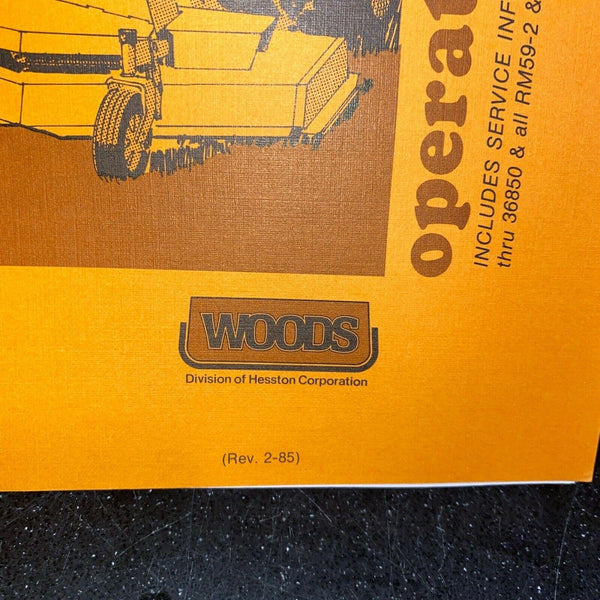 operat
INCLUDES SERVICE INF
thru 36850 & all RM59-2 &
WOODS
Division of Hesston Corporation
(Rev. 2-85)